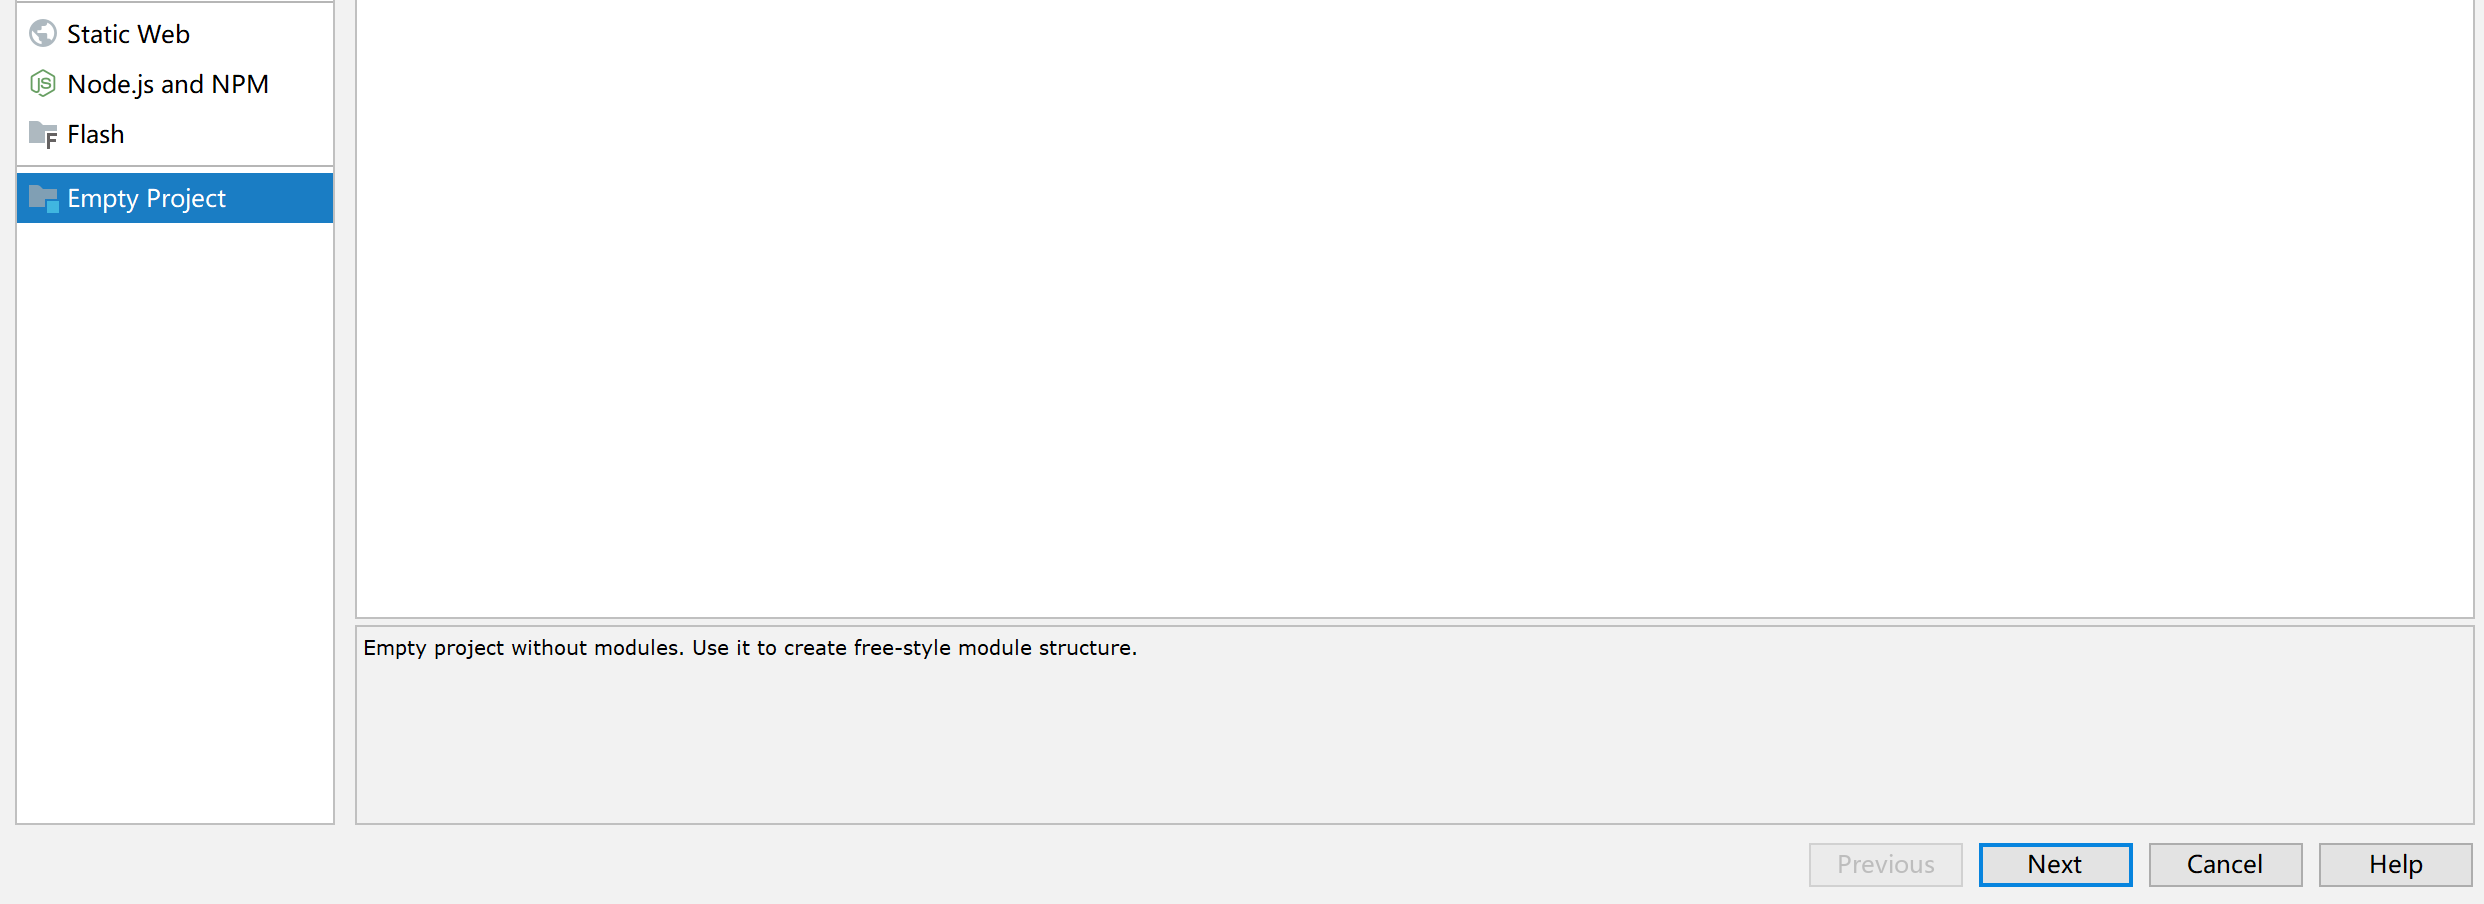 Static Web
Node.js and NPM
Flash
Empty Project
Empty project without modules. Use it to create free-style module structure.
Previous
Next
Cancel
Help